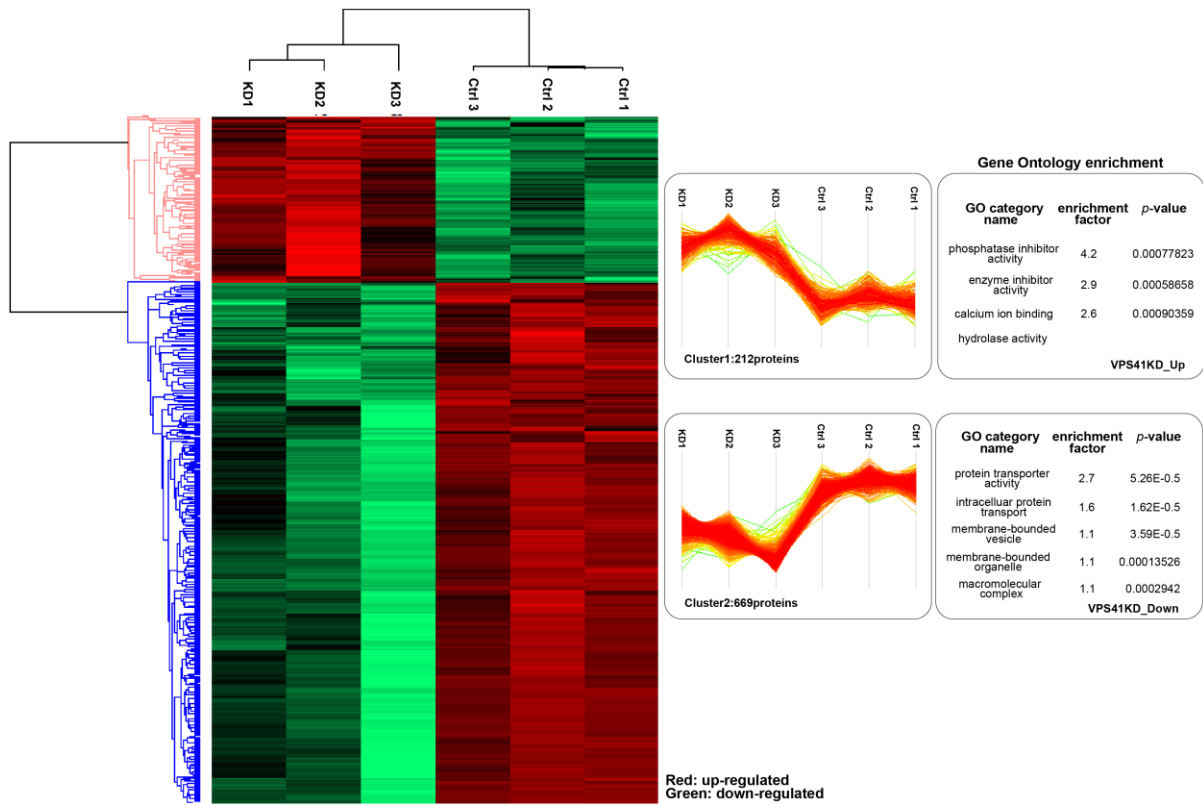 KD1
KD2
KD3
Ctrl 3
Ctrl 2
Ctrl 1
Gene Ontology enrichment
KD1
KD2
KD3
Ctrl 3
Ctrl 2
Ctrl 1
Cluster1:212proteins
GO category name enrichment factor p-value
phosphatase inhibitor activity 4.2 0.00077823
enzyme inhibitor activity 2.9 0.00058658
calcium ion binding 2.6 0.00090359
hydrolase activity
VPS41KD_Up
KD1
KD2
KD3
Ctrl 3
Ctrl 2
Ctrl 1
Cluster2:669proteins
GO category name enrichment factor p-value
protein transporter activity 2.7 5.26E-0.5
intracelluar protein transport 1.6 1.62E-0.5
membrane-bounded vesicle 1.1 3.59E-0.5
membrane-bounded organelle 1.1 0.00013526
macromolecular complex 1.1 0.0002942
VPS41KD_Down
Red: up-regulated
Green: down-regulated